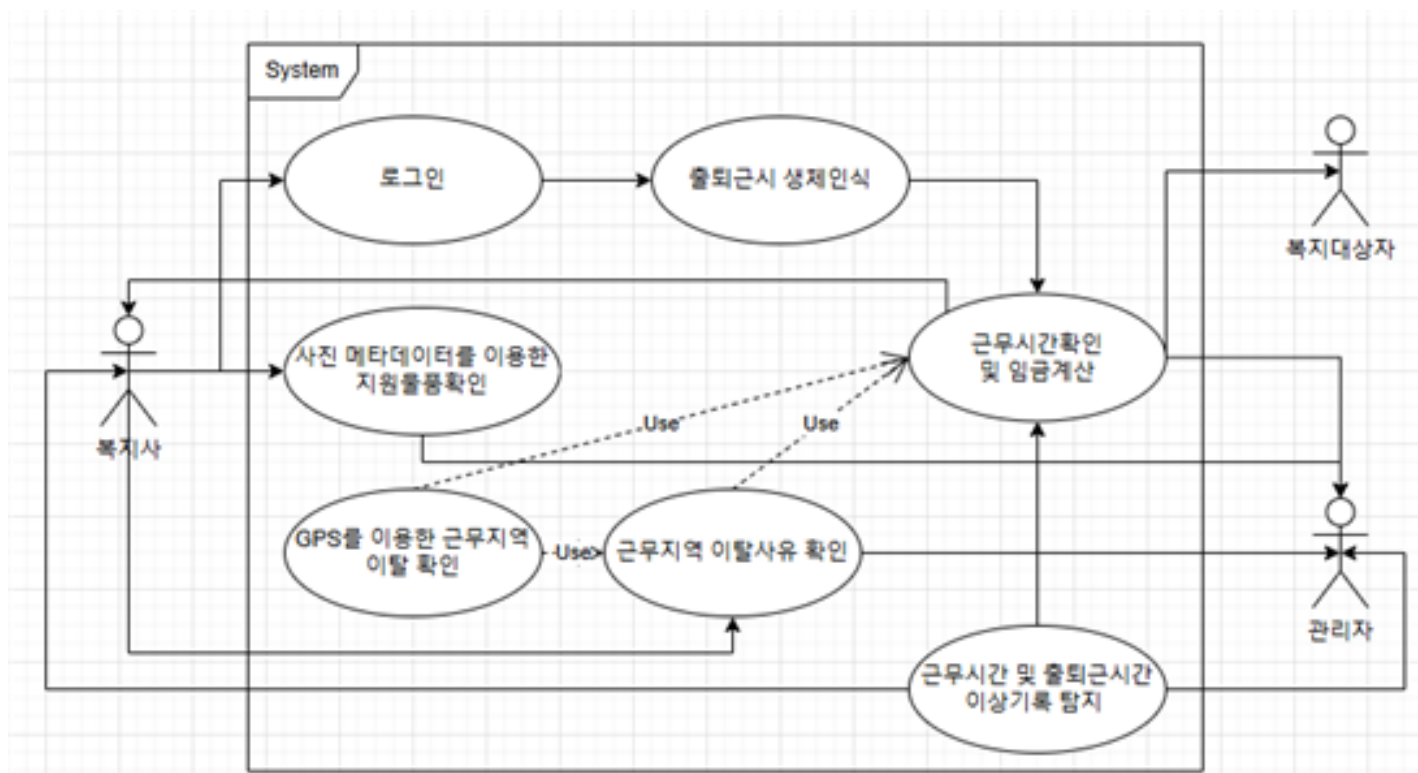 System
로그인
출퇴근시 생제인식
복지대상자
사진 메타데이터를 이용한
지원물품확인
근무시간확인
및 임금계산
복지사
Use
Use
GPS를 이용한 근무지역
이탈 확인
Use
근무지역 이탈사유 확인
관리자
근무시간 및 출퇴근시간
이상기록 탐지